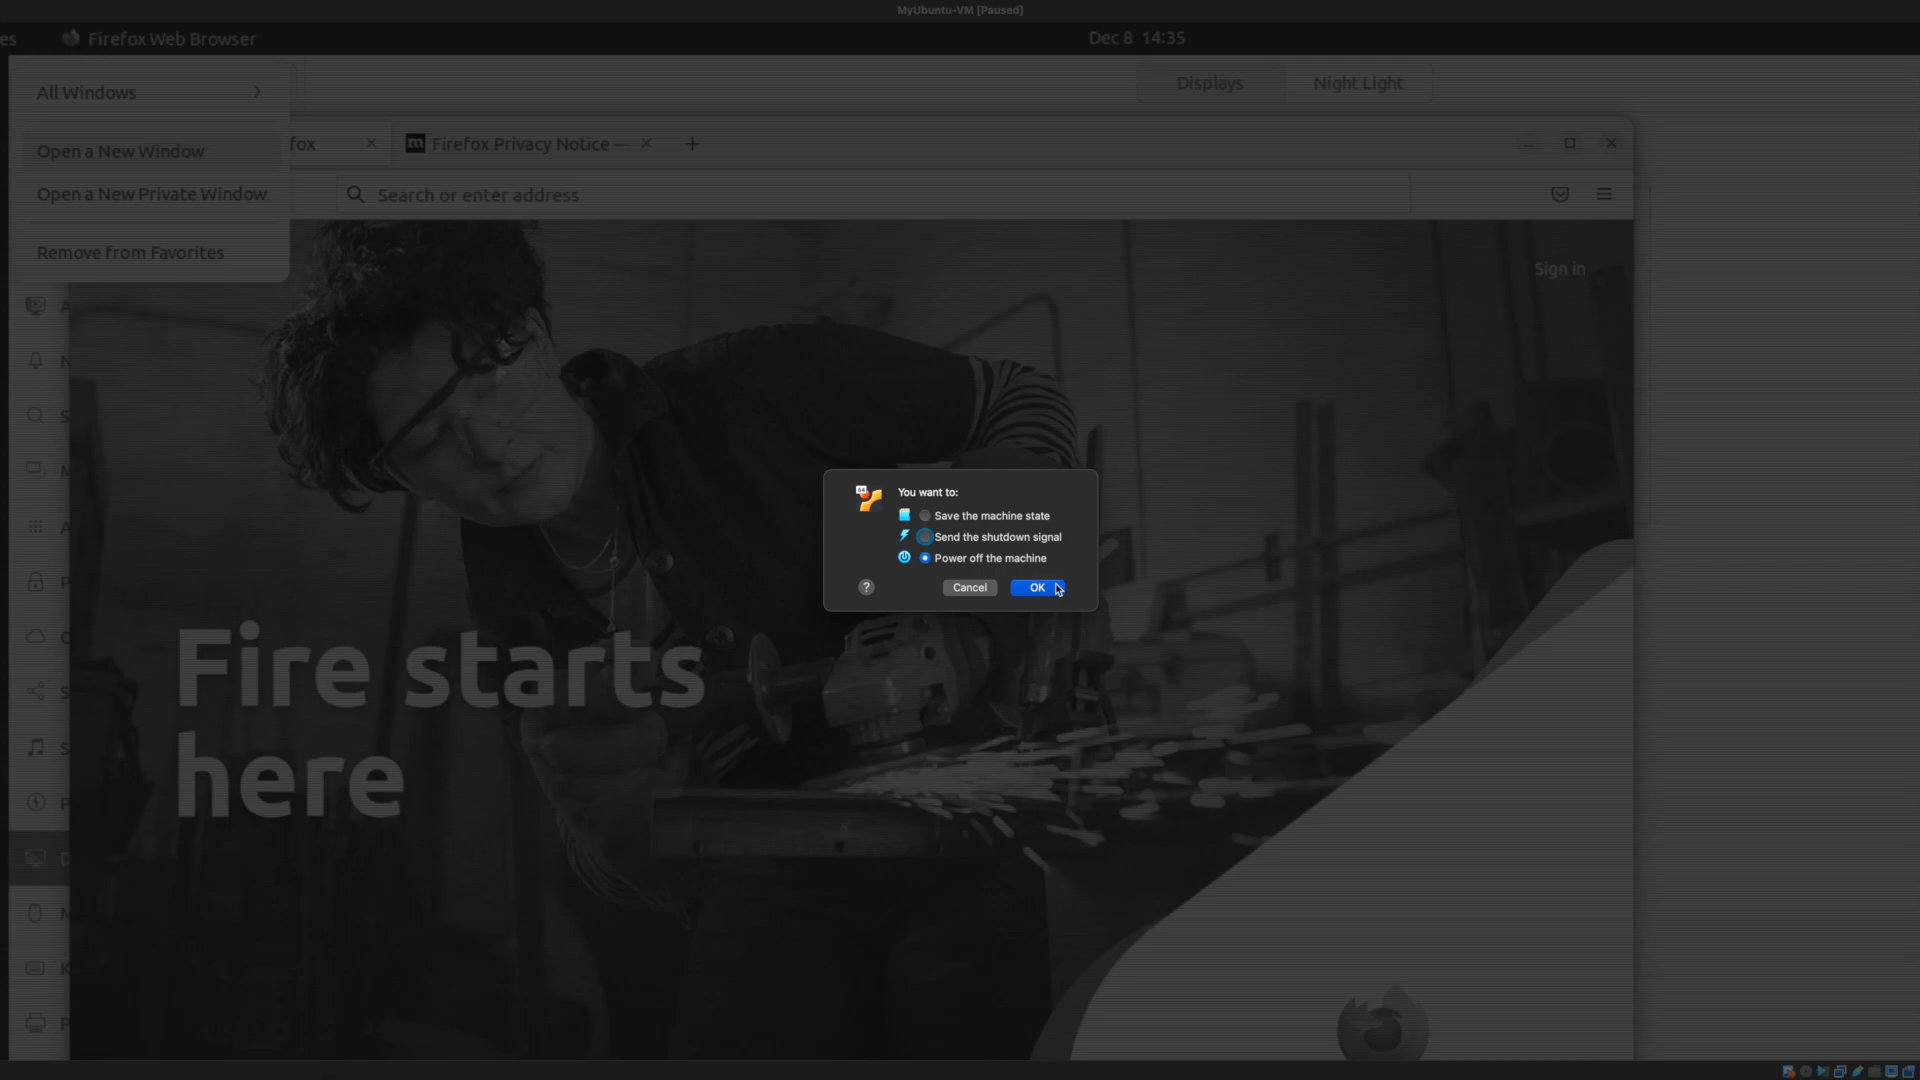 MyUbuntu-VM [Paused]
es
Firefox Web Browser
Dec 8 14:35
All Windows
Displays
Night Light
fox
Firefox Privacy Notice —
Open a New Window
Open a New Private Window
Search or enter address
Remove from Favorites
Sign in
A
N
S
M
A
P
C
S
S
P
D
M
K
P
64
You want to:
Save the machine state
Send the shutdown signal
Power off the machine
?
Cancel
OK
Fire starts
here